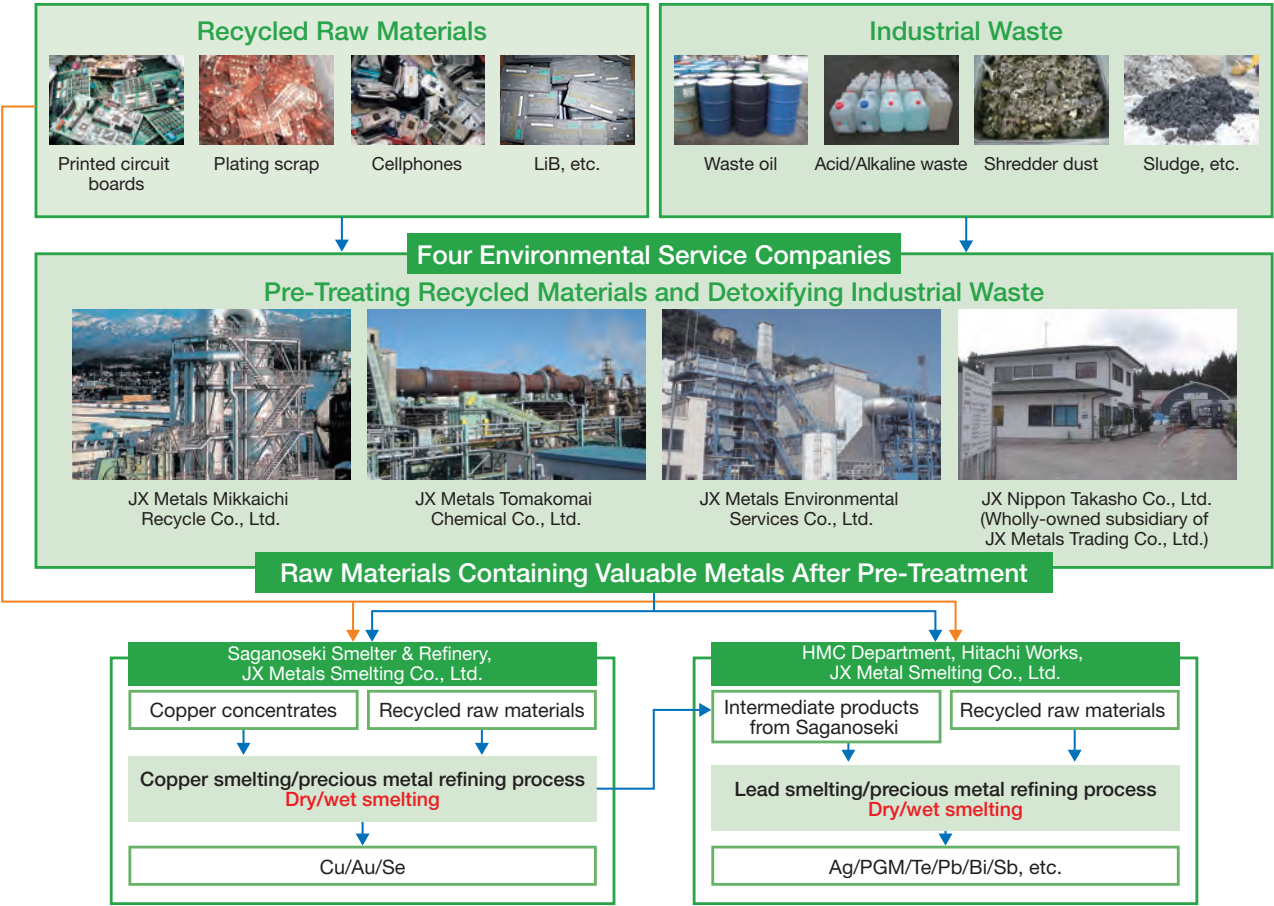 Recycled Raw Materials
Printed circuit
boards
Plating scrap
Cellphones
LiB, etc.
Industrial Waste
Waste oil
Acid/Alkaline waste
Shredder dust
Sludge, etc.
Four Environmental Service Companies
Pre-Treating Recycled Materials and Detoxifying Industrial Waste
JX Metals Mikkaichi
Recycle Co., Ltd.
JX Metals Tomakomai
Chemical Co., Ltd.
JX Metals Environmental
Services Co., Ltd.
JX Nippon Takasho Co., Ltd.
(Wholly-owned subsidiary of
JX Metals Trading Co., Ltd.)
Raw Materials Containing Valuable Metals After Pre-Treatment
Saganoseki Smelter & Refinery,
JX Metals Smelting Co., Ltd.
Copper concentrates
Recycled raw materials
Copper smelting/precious metal refining process
Dry/wet smelting
Cu/Au/Se
HMC Department, Hitachi Works,
JX Metal Smelting Co., Ltd.
Intermediate products
from Saganoseki
Recycled raw materials
Lead smelting/precious metal refining process
Dry/wet smelting
Ag/PGM/Te/Pb/Bi/Sb, etc.